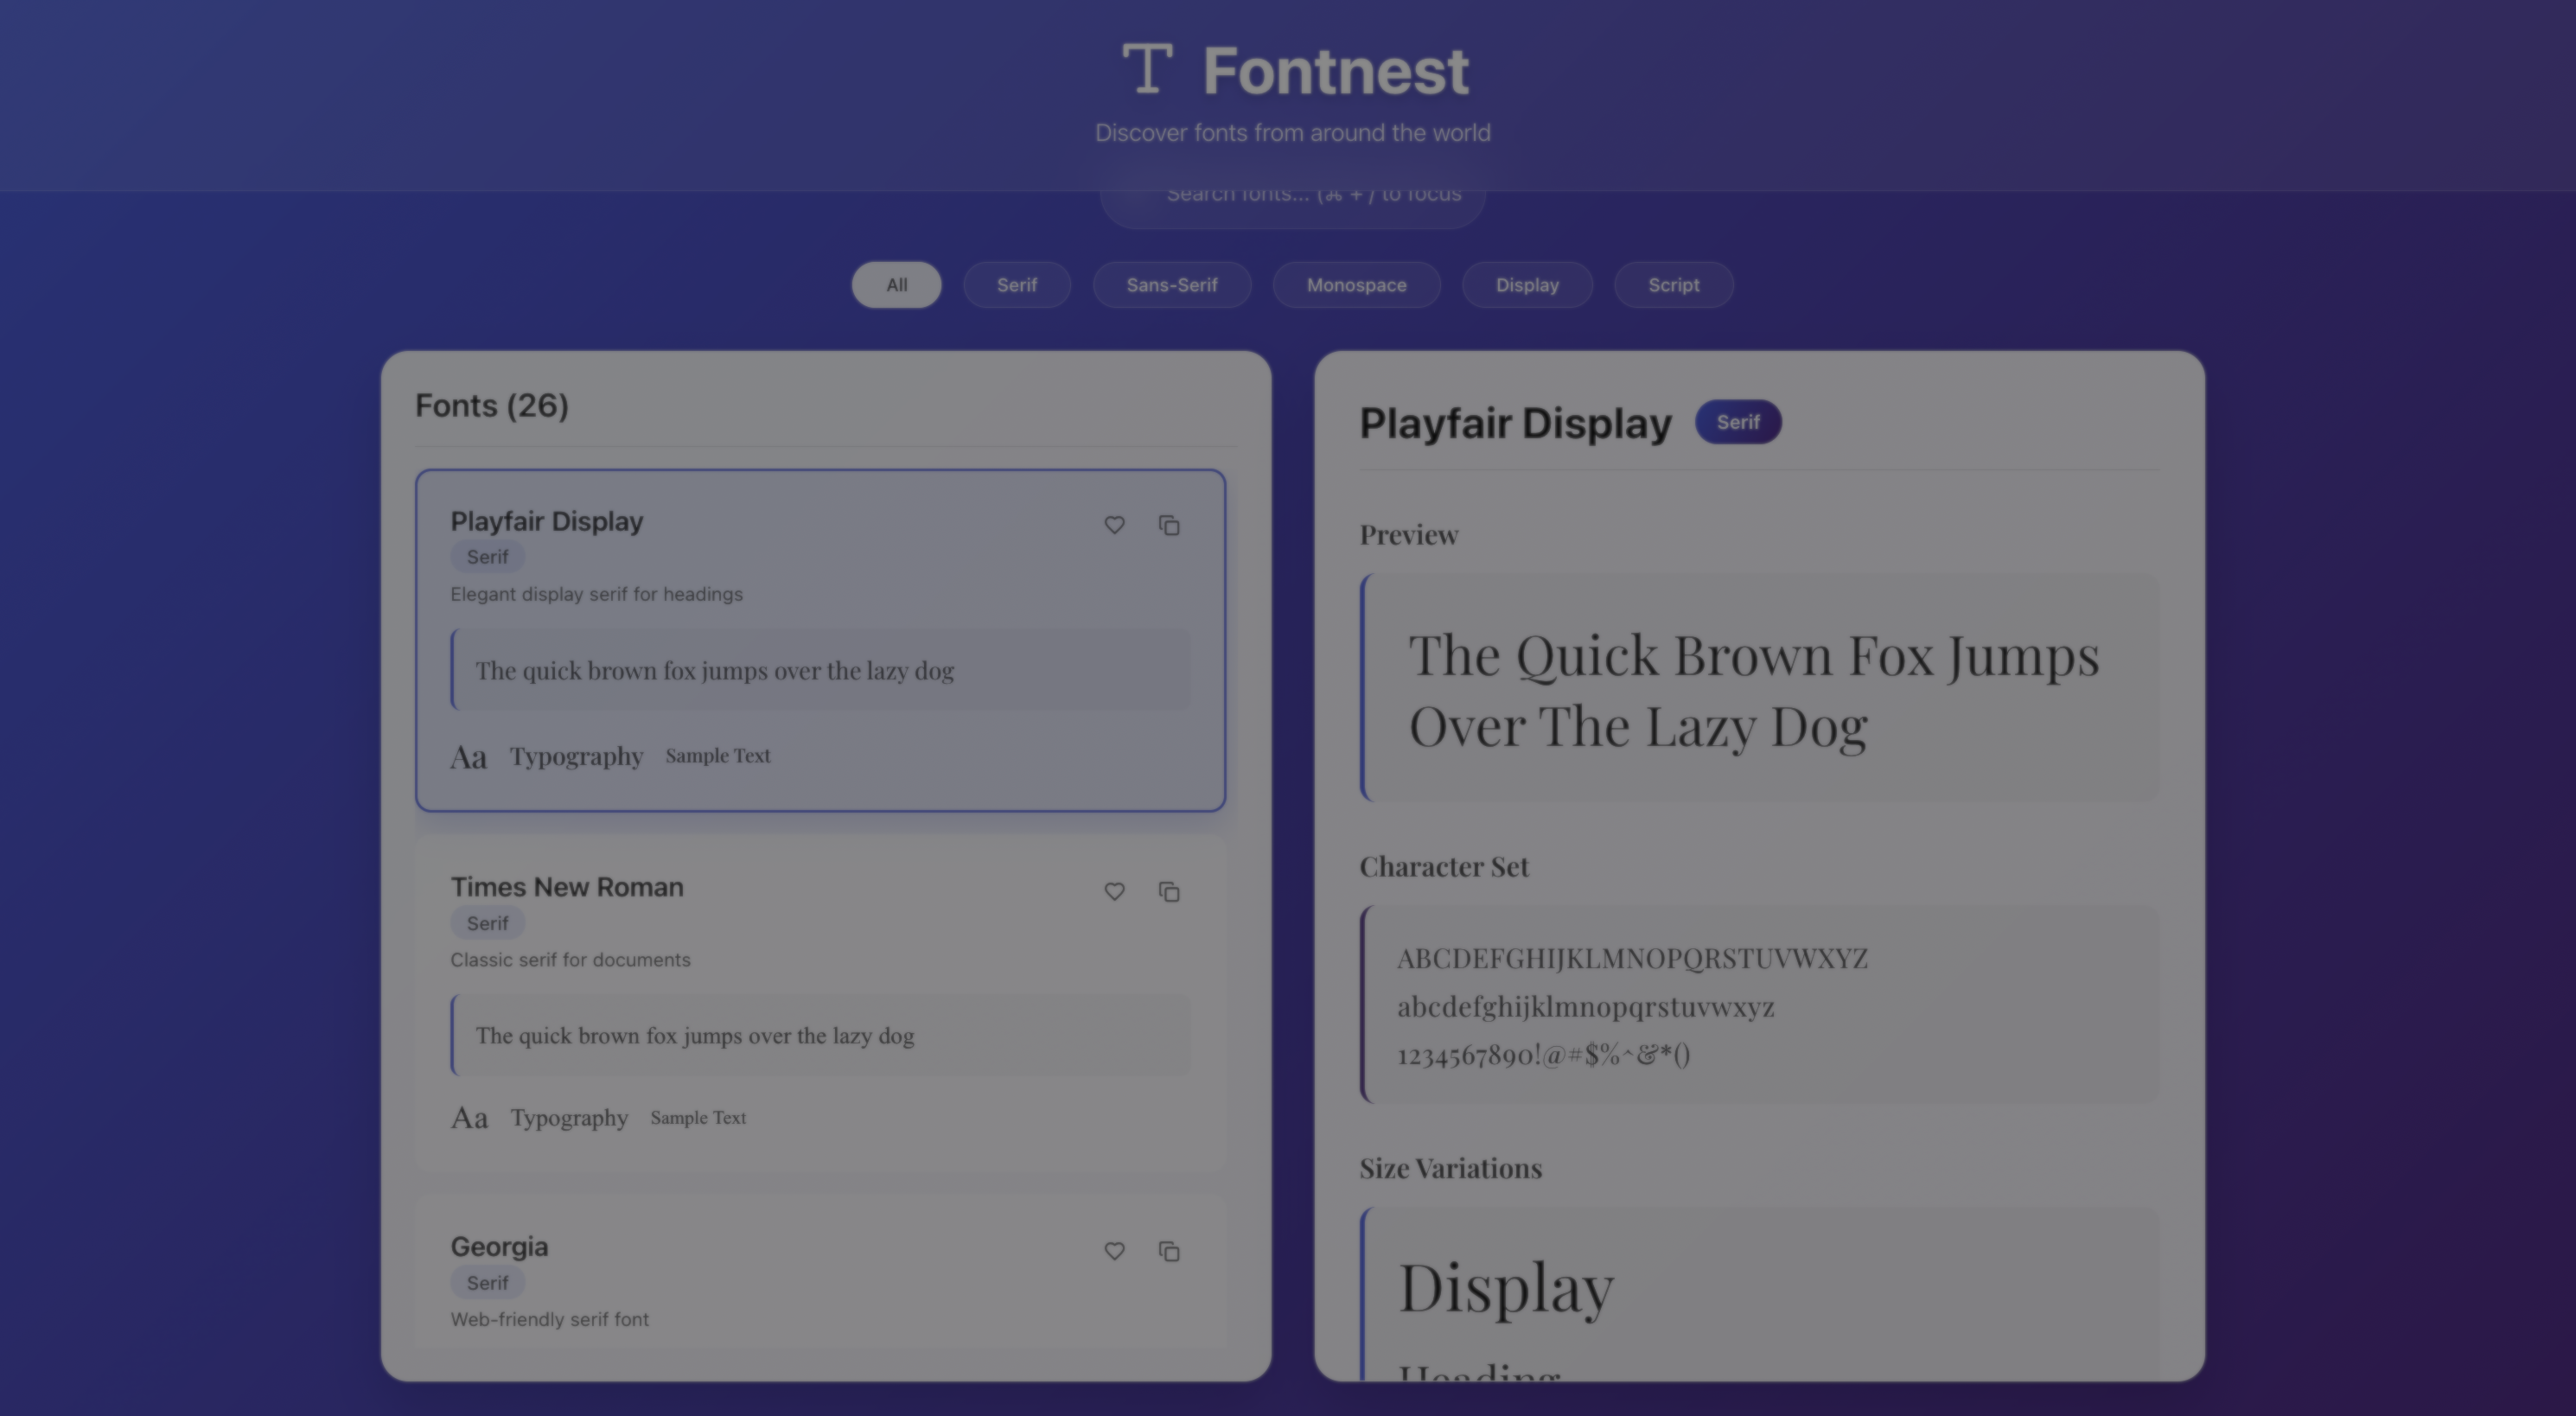 Fontnest
Discover fonts from around the world
Search fonts... (⌘ + / to focus
All
Serif
Sans-Serif
Monospace
Display
Script
Fonts (26)
Playfair Display
Serif
Elegant display serif for headings
The quick brown fox jumps over the lazy dog
Aa Typography Sample Text
Times New Roman
Serif
Classic serif for documents
The quick brown fox jumps over the lazy dog
Aa Typography Sample Text
Georgia
Serif
Web-friendly serif font
Playfair Display Serif
Preview
The Quick Brown Fox Jumps
Over The Lazy Dog
Character Set
ABCDEFGHIJKLMNOPQRSTUVWXYZ
abcdefghijklmnopqrstuvwxyz
1234567890!@#$%^&*()
Size Variations
Display
Heading